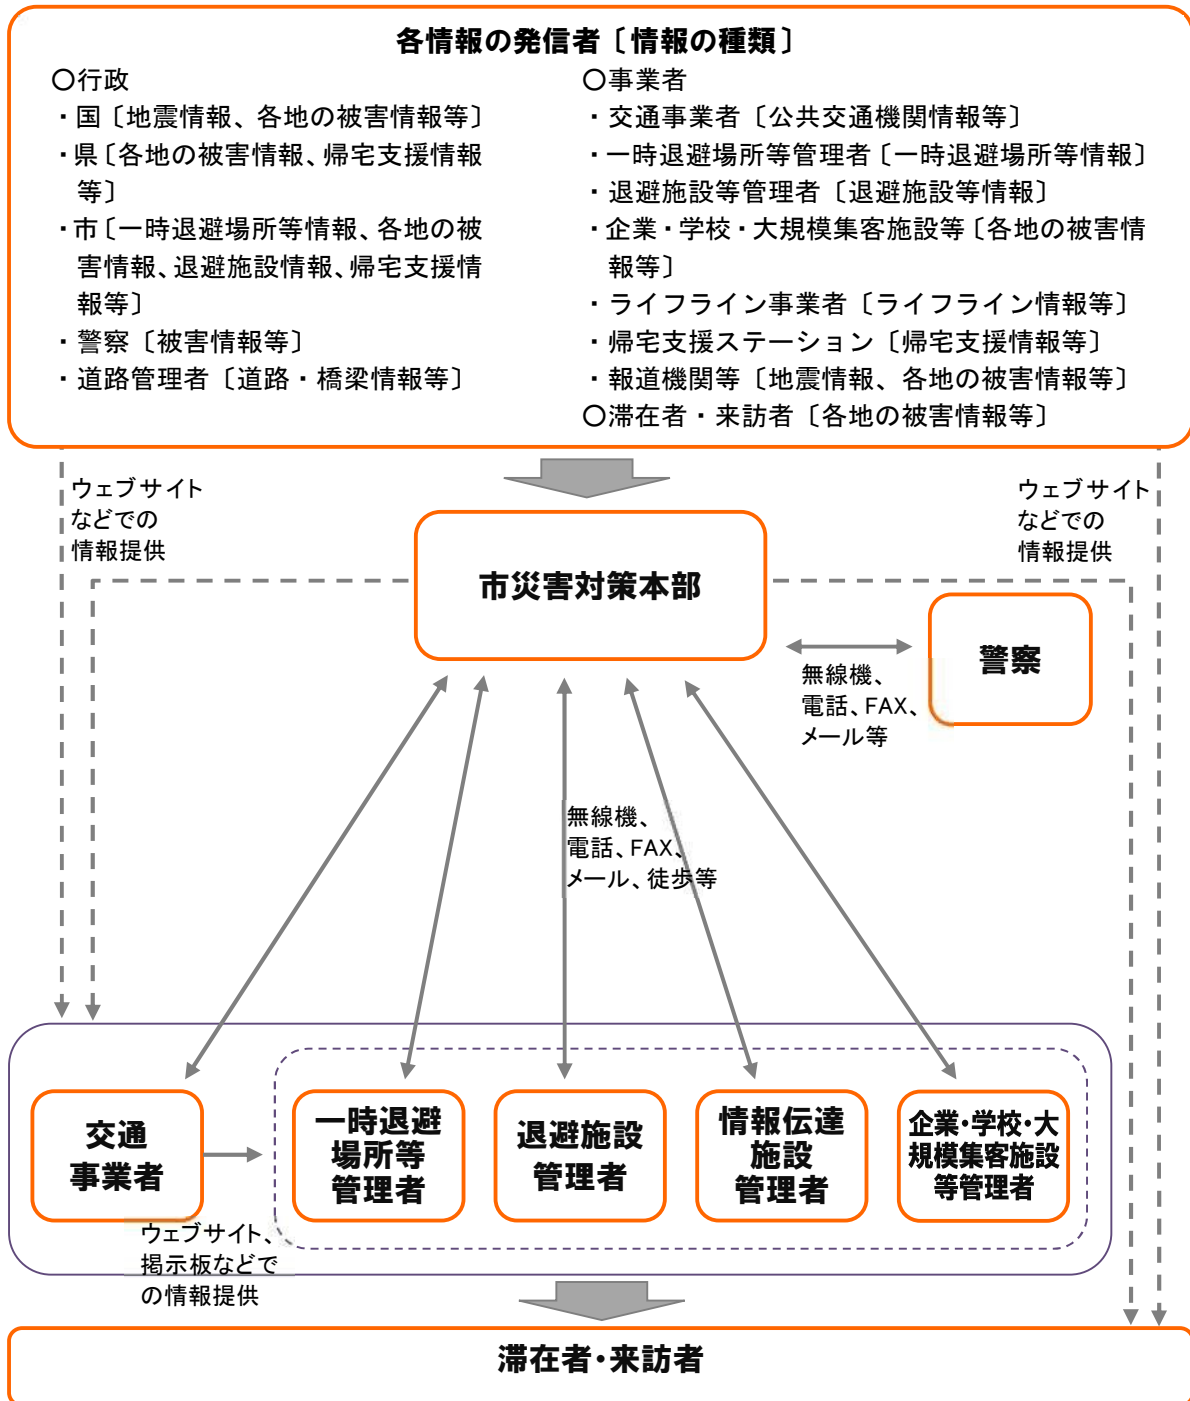 各情報の発信者〔情報の種類〕
〇行政
・国〔地震情報、各地の被害情報等〕
・県〔各地の被害情報、帰宅支援情報
等〕
・市〔一時退避場所等情報、各地の被
害情報、退避施設情報、帰宅支援情
報等〕
・警察〔被害情報等〕
・道路管理者〔道路・橋梁情報等〕
〇事業者
・交通事業者〔公共交通機関情報等〕
・一時退避場所等管理者〔一時退避場所等情報〕
・退避施設等管理者〔退避施設等情報〕
・企業・学校・大規模集客施設等〔各地の被害情
報等〕
・ライフライン事業者〔ライフライン情報等〕
・帰宅支援ステーション〔帰宅支援情報等〕
・報道機関等〔地震情報、各地の被害情報等〕
〇滞在者・来訪者〔各地の被害情報等〕
ウェブサイト
などでの
情報提供
ウェブサイト
などでの
情報提供
市災害対策本部
警察
無線機、
電話、FAX、
メール等
無線機、
電話、FAX、
メール、徒歩等
交通
事業者
一時退避
場所等
管理者
退避施設
管理者
情報伝達
施設
管理者
企業・学校・大
規模集客施設
等管理者
ウェブサイト、
掲示板などで
の情報提供
滞在者・来訪者